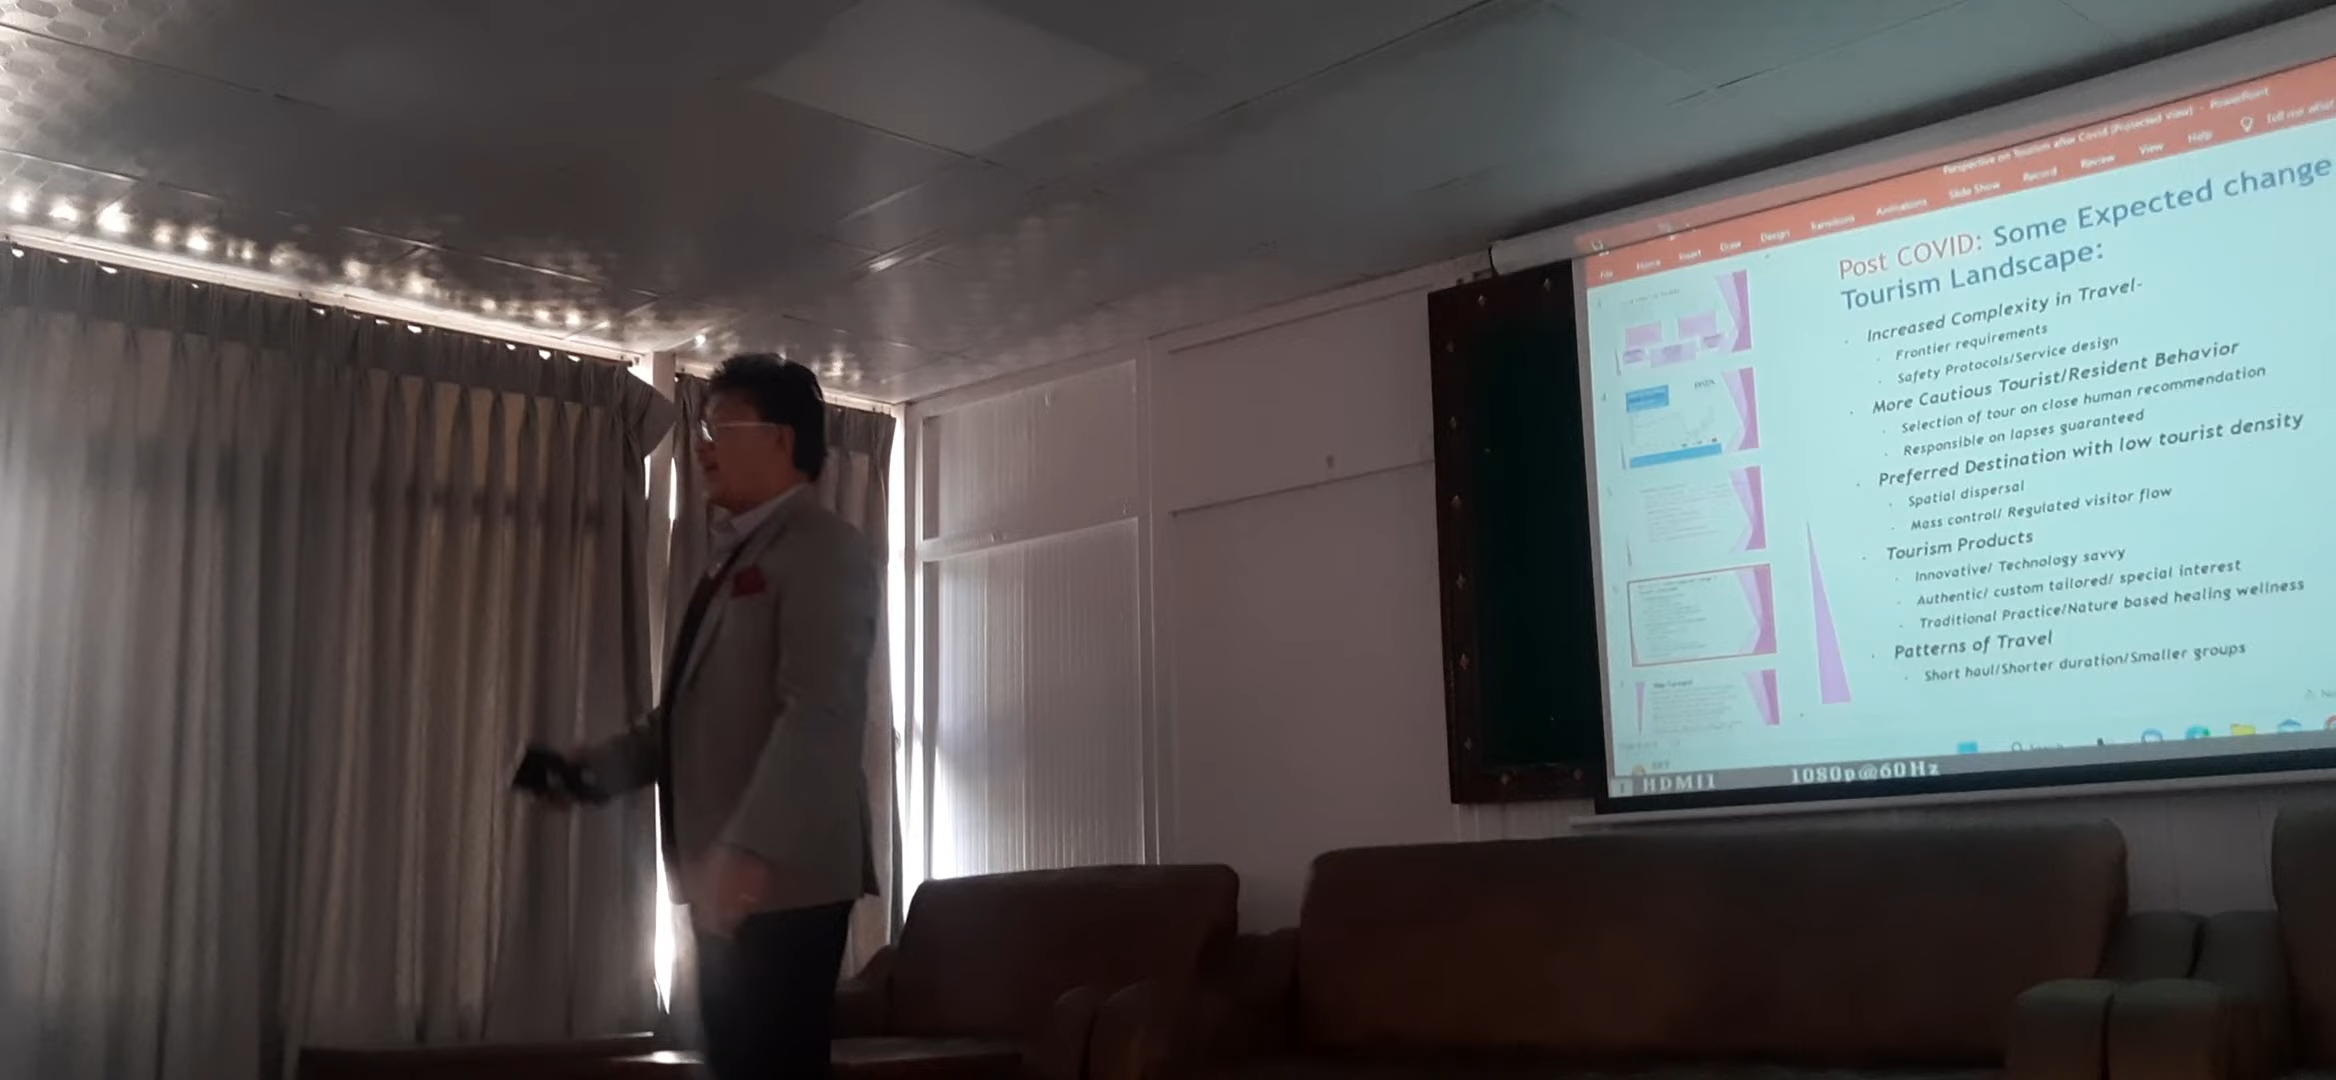 Perspective on Tourism after Covid [Protected View] - PowerPoint
File Home Insert Draw Design Transitions Animations Slide Show Record Review View Help Tell me what
Post COVID: Some Expected change
Tourism Landscape:
Increased Complexity in Travel-
Frontier requirements
Safety Protocols/Service design
More Cautious Tourist/Resident Behavior
Selection of tour on close human recommendation
Responsible on lapses guaranteed
Preferred Destination with low tourist density
Spatial dispersal
Mass control/ Regulated visitor flow
Tourism Products
Innovative/ Technology savvy
Authentic/ custom tailored/ special interest
Traditional Practice/Nature based healing wellness
Patterns of Travel
Short haul/Shorter duration/Smaller groups
HDMI1 1080p@60Hz